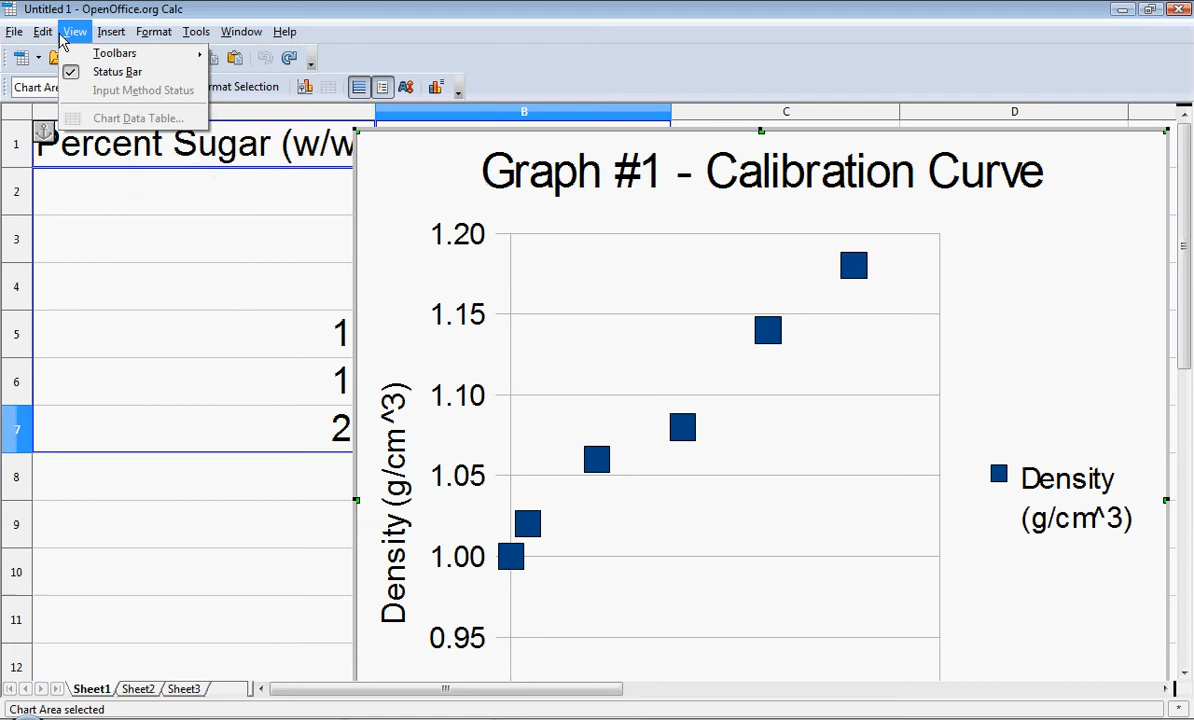 Untitled 1 - OpenOffice.org Calc
File Edit View Insert Format Tools Window Help
Toolbars
Status Bar
Input Method Status
Chart Data Table...
Chart Area
rmat Selection
B C D
1 Percent Sugar (w/w
2
3
4
5 1
6 1
7 2
8
9
10
11
12
Graph #1 - Calibration Curve
1.20
1.15
1.10
1.05
1.00
0.95
Density (g/cm^3)
Density
(g/cm^3)
Sheet1 Sheet2 Sheet3
Chart Area selected
*